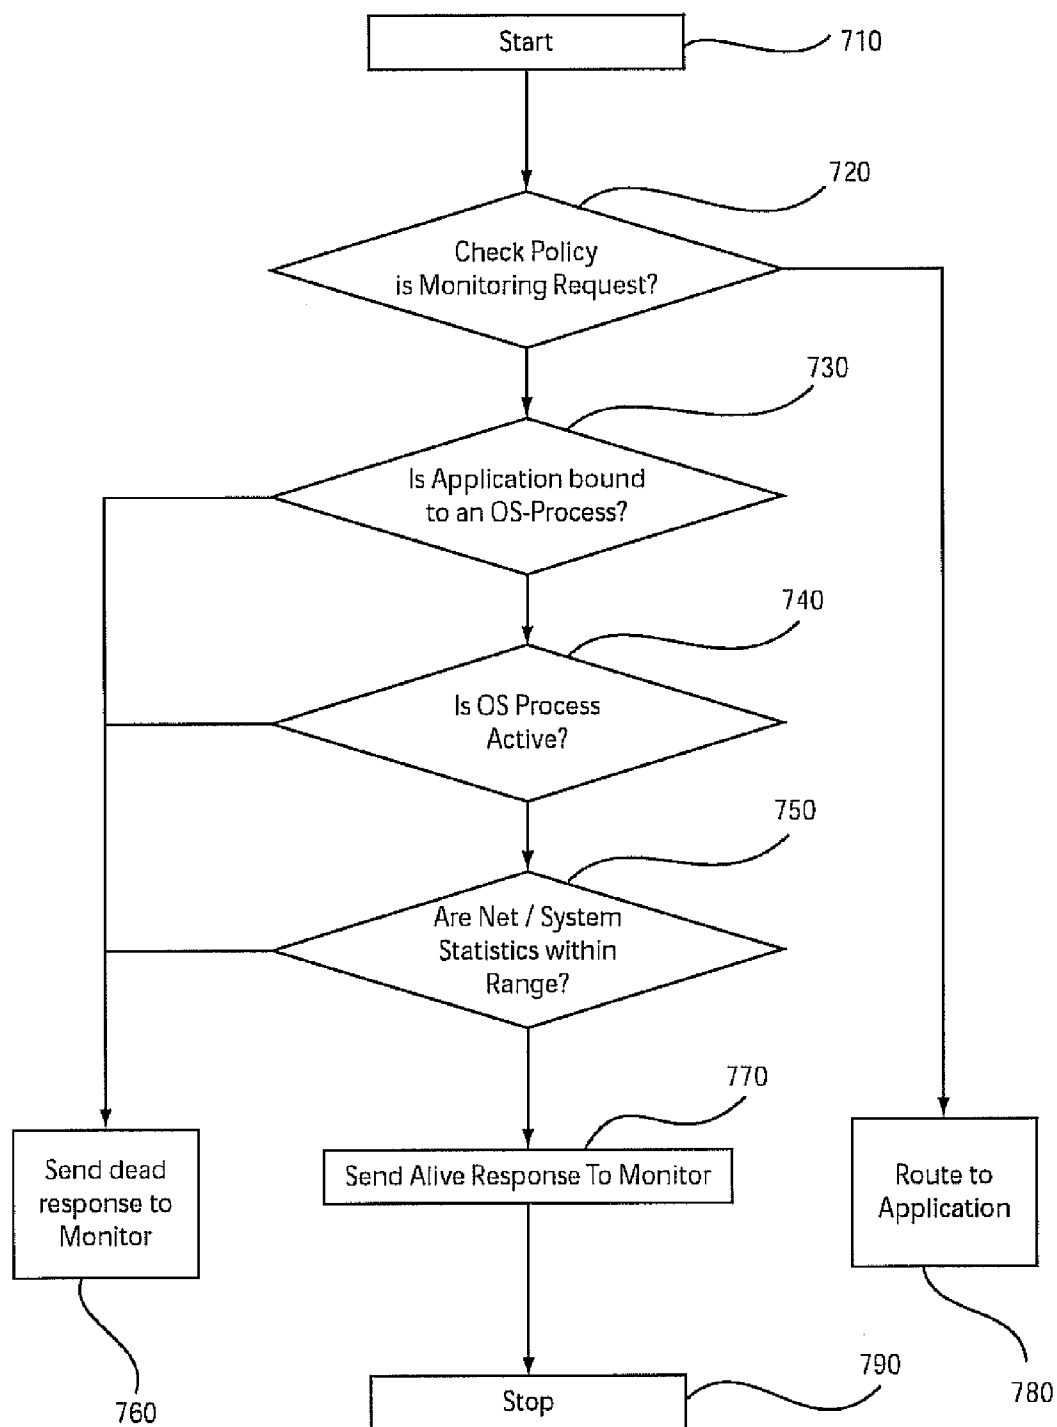 Start
710
720
Check Policy
is Monitoring Request?
730
Is Application bound
to an OS-Process?
740
Is OS Process
Active?
750
Are Net / System
Statistics within
Range?
770
Send dead
response to
Monitor
Send Alive Response To Monitor
Route to
Application
760
Stop
790
780